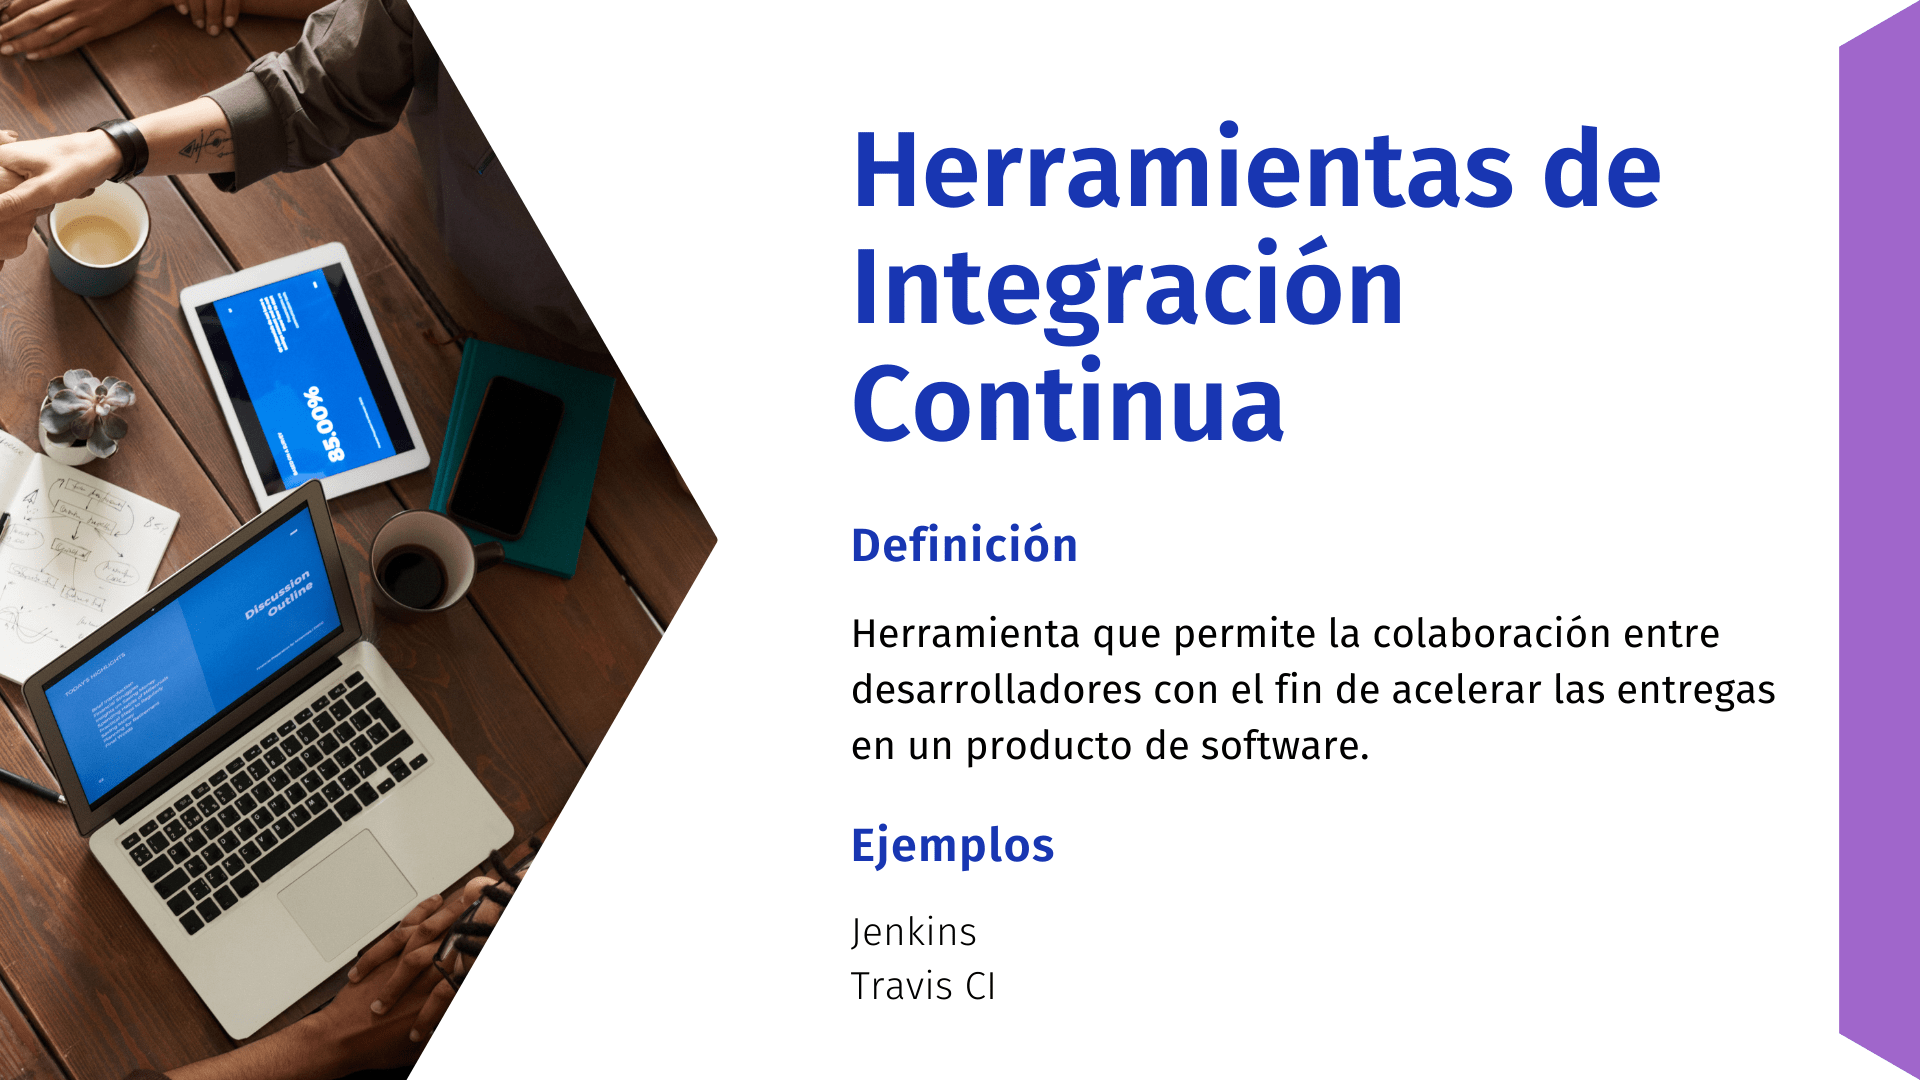 Herramientas de
Integración
Continua
Definición
Herramienta que permite la colaboración entre
desarrolladores con el fin de acelerar las entregas
en un producto de software.
Ejemplos
Jenkins
Travis CI
85.00%
Discussion
Outline
TODAY'S HIGHLIGHTS